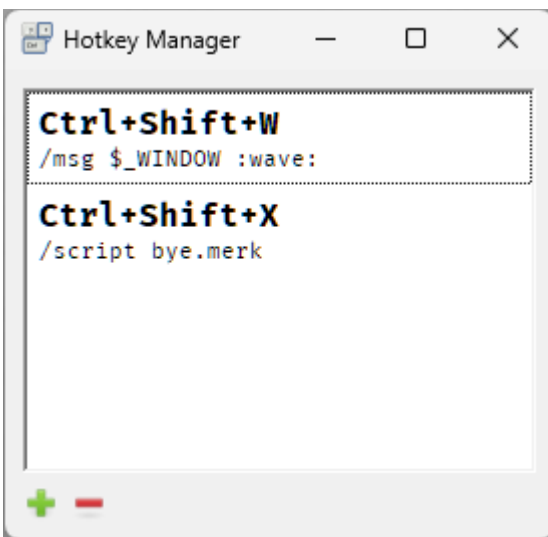 Hotkey Manager
Ctrl+Shift+W
/msg $_WINDOW :wave:
Ctrl+Shift+X
/script bye.merk